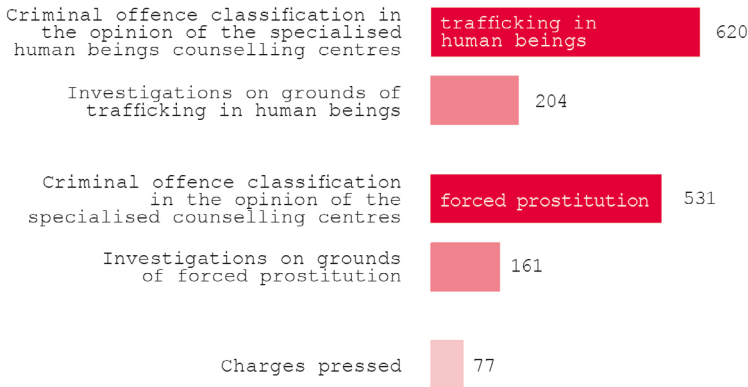 Criminal offence classification in
the opinion of the specialised
human beings counselling centres
trafficking in
human beings
620
Investigations on grounds of
trafficking in human beings
204
Criminal offence classification
in the opinion of the
specialised counselling centres
forced prostitution
531
Investigations on grounds
of forced prostitution
161
Charges pressed
77